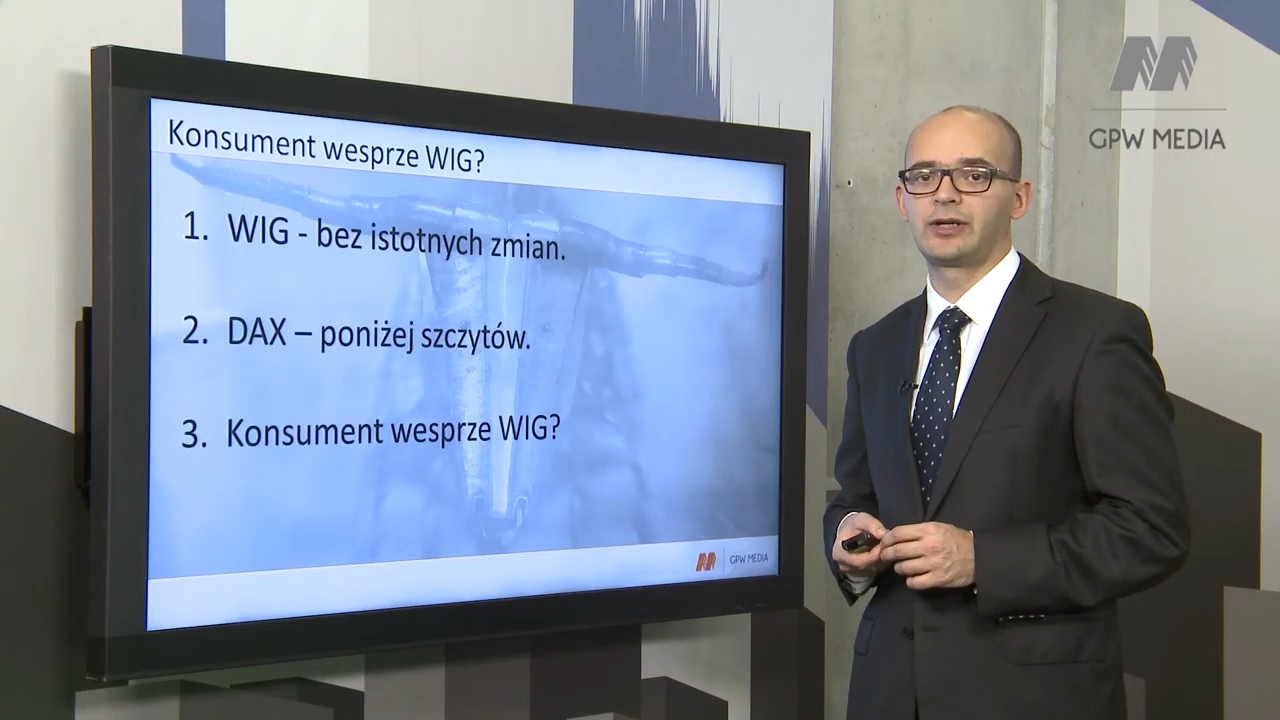 Konsument wesprze WIG?
1. WIG - bez istotnych zmian.
2. DAX – poniżej szczytów.
3. Konsument wesprze WIG?
GPW MEDIA
GPW MEDIA